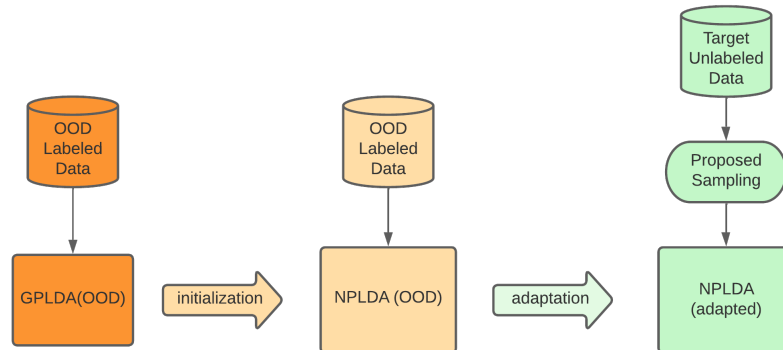 OOD
Labeled
Data
GPLDA(OOD)
initialization
OOD
Labeled
Data
NPLDA (OOD)
adaptation
Target
Unlabeled
Data
Proposed
Sampling
NPLDA
(adapted)